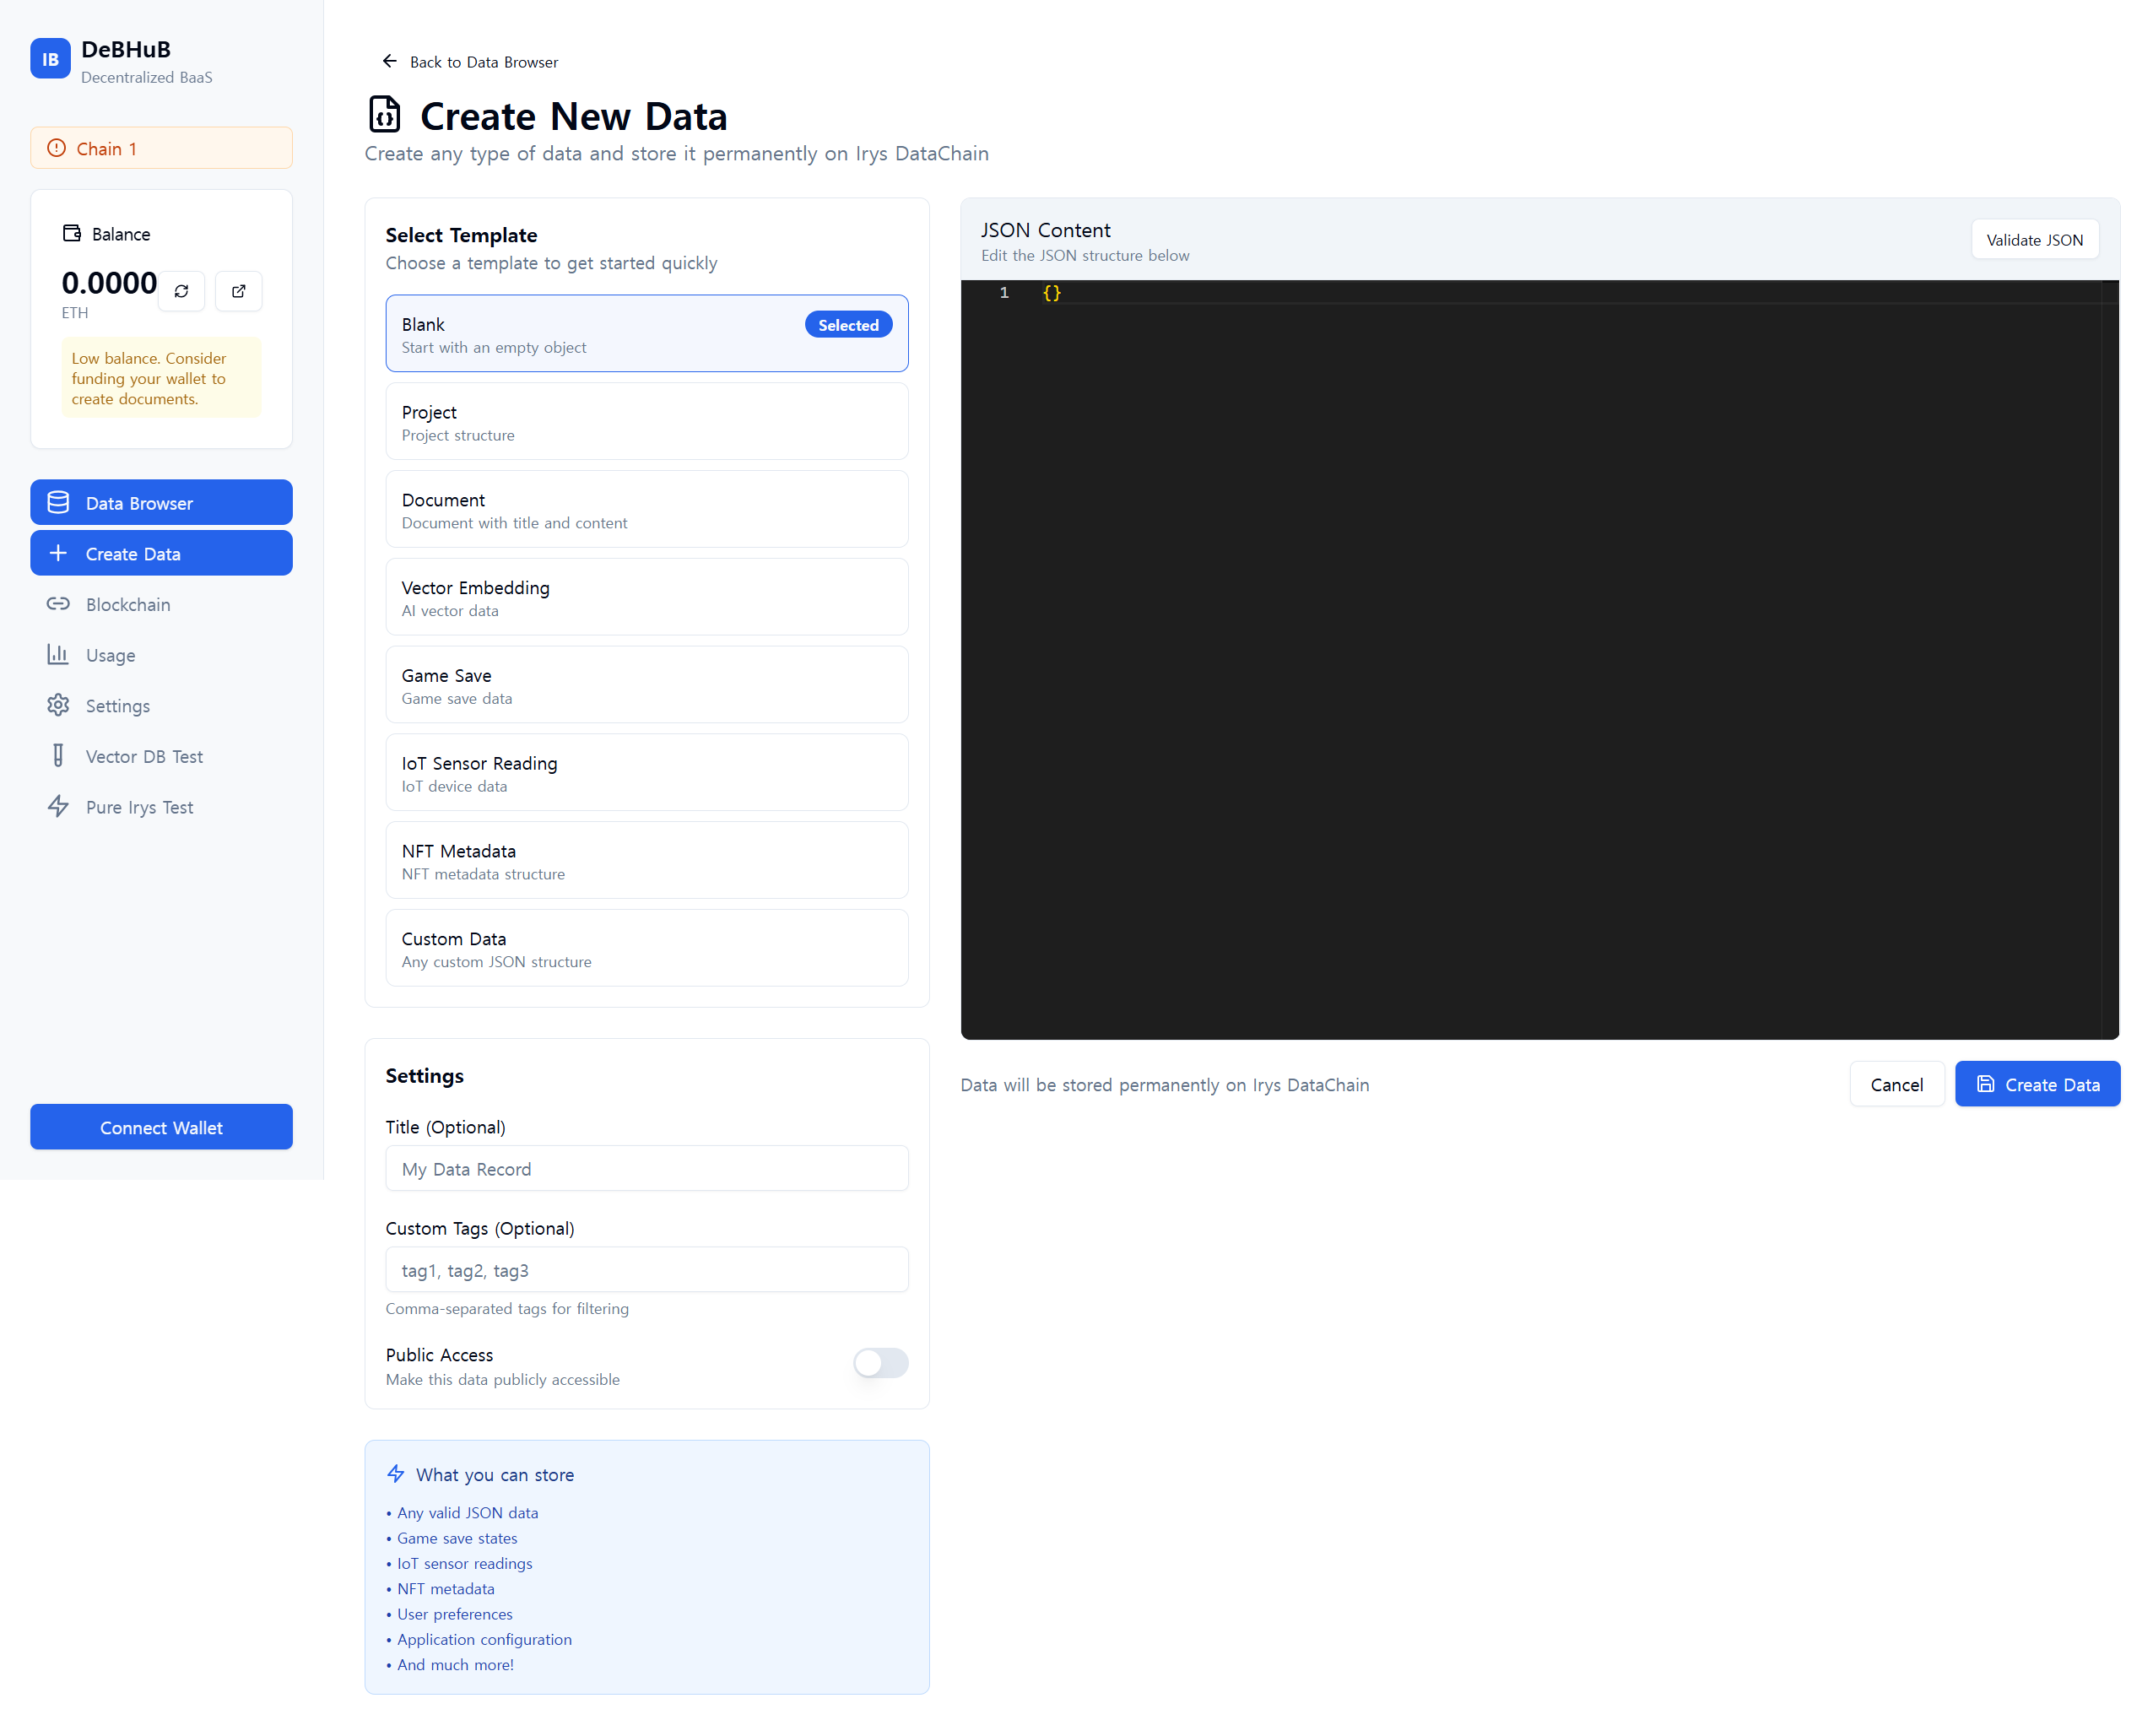 IB
DeBHuB
Decentralized BaaS
Chain 1
Balance
0.0000
ETH
Low balance. Consider
funding your wallet to
create documents.
Data Browser
Create Data
Blockchain
Usage
Settings
Vector DB Test
Pure Irys Test
Connect Wallet
Back to Data Browser
Create New Data
Create any type of data and store it permanently on Irys DataChain
Select Template
Choose a template to get started quickly
Blank
Selected
Start with an empty object
Project
Project structure
Document
Document with title and content
Vector Embedding
AI vector data
Game Save
Game save data
IoT Sensor Reading
IoT device data
NFT Metadata
NFT metadata structure
Custom Data
Any custom JSON structure
Settings
Title (Optional)
My Data Record
Custom Tags (Optional)
tag1, tag2, tag3
Comma-separated tags for filtering
Public Access
Make this data publicly accessible
What you can store
• Any valid JSON data
• Game save states
• IoT sensor readings
• NFT metadata
• User preferences
• Application configuration
• And much more!
JSON Content
Edit the JSON structure below
Validate JSON
1 {}
Data will be stored permanently on Irys DataChain
Cancel
Create Data